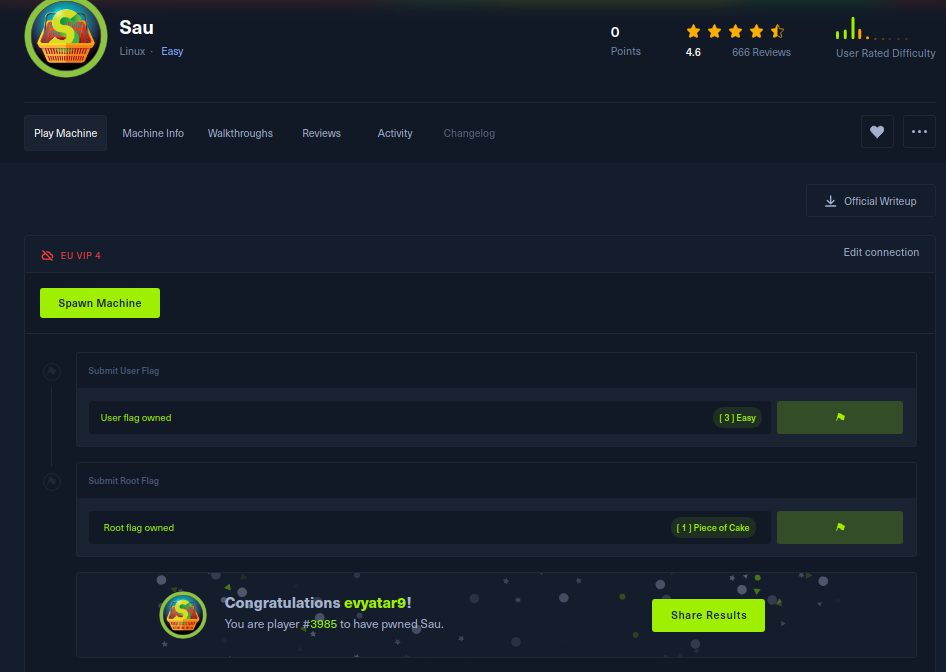 Sau
Linux · Easy
0
Points
4.6 666 Reviews
User Rated Difficulty
Play Machine Machine Info Walkthroughs Reviews Activity Changelog
Official Writeup
EU VIP 4 Edit connection
Spawn Machine
Submit User Flag
User flag owned [ 3 ] Easy
Submit Root Flag
Root flag owned [ 1 ] Piece of Cake
Congratulations evyatar9!
You are player #3985 to have pwned Sau.
Share Results